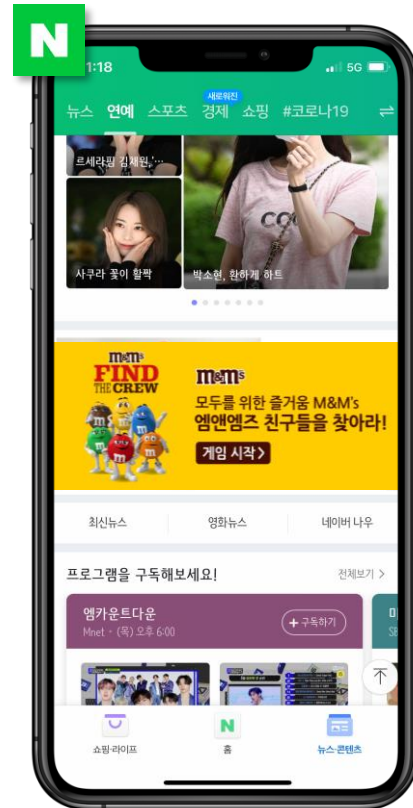 N
1:18
5G
새로워진
뉴스 연예 스포츠 경제 쇼핑 #코로나19
르세라핌 김채원,'…
사쿠라 꽃이 활짝
박소현, 환하게 하트
m&m's
FIND
THE CREW
m&m's
모두를 위한 즐거움 M&M's
엠앤엠즈 친구들을 찾아라!
게임 시작 >
최신뉴스
영화뉴스
네이버 나우
프로그램을 구독해보세요!
전체보기 >
엠카운트다운
Mnet · (목) 오후 6:00
+ 구독하기
쇼핑·라이프
N
홈
뉴스·콘텐츠